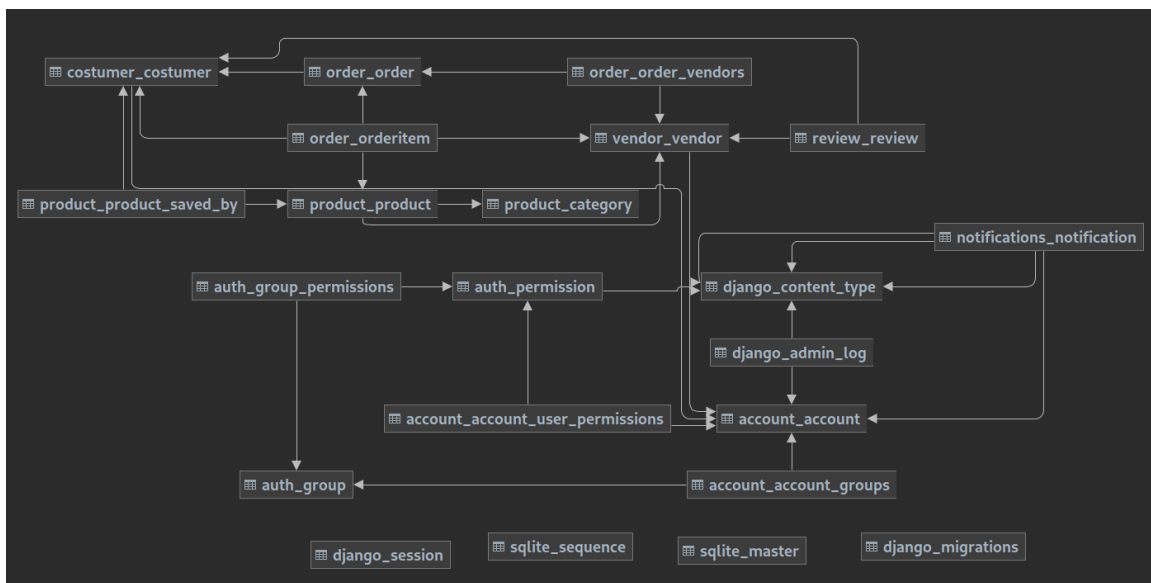 costumer_costumer
order_order
order_order_vendors
order_orderitem
vendor_vendor
review_review
product_product_saved_by
product_product
product_category
notifications_notification
auth_group_permissions
auth_permission
django_content_type
django_admin_log
account_account_user_permissions
account_account
auth_group
account_account_groups
django_session
sqlite_sequence
sqlite_master
django_migrations